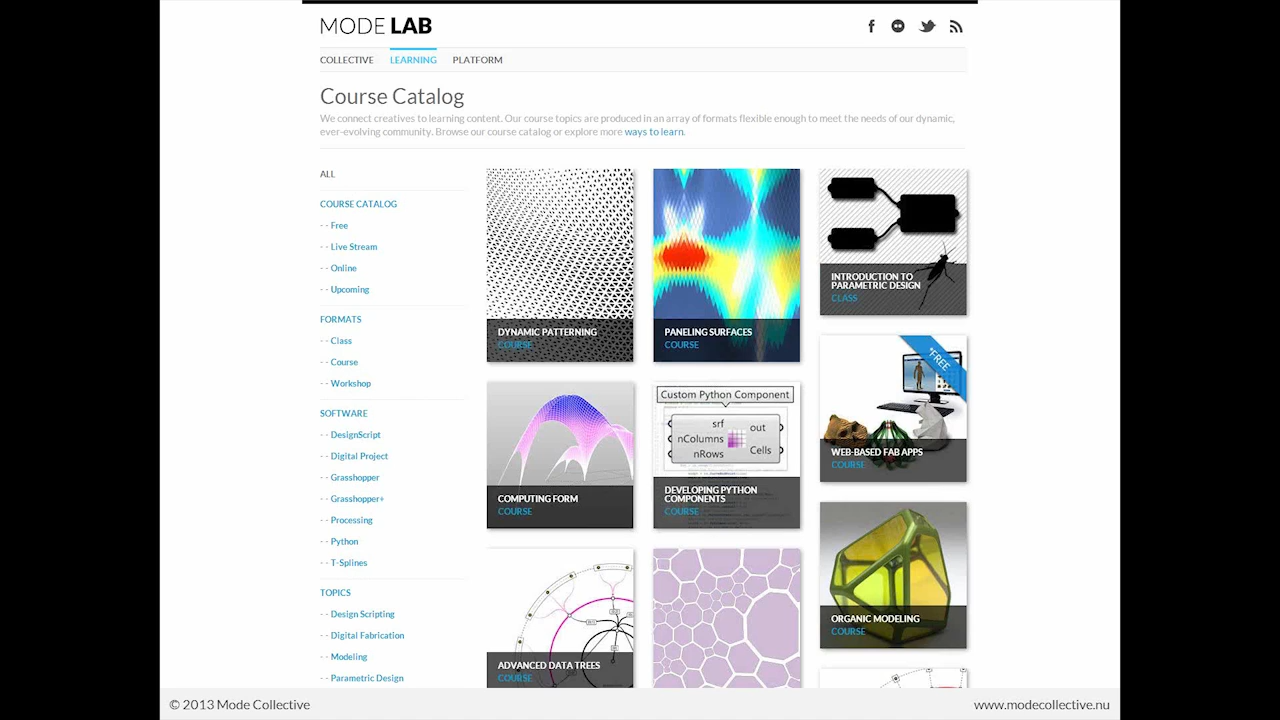 MODE LAB
COLLECTIVE LEARNING PLATFORM
Course Catalog
We connect creatives to learning content. Our course topics are produced in an array of formats flexible enough to meet the needs of our dynamic,
ever-evolving community. Browse our course catalog or explore more ways to learn.
ALL
COURSE CATALOG
- - Free
- - Live Stream
- - Online
- - Upcoming
FORMATS
- - Class
- - Course
- - Workshop
SOFTWARE
- - DesignScript
- - Digital Project
- - Grasshopper
- - Grasshopper+
- - Processing
- - Python
- - T-Splines
TOPICS
- - Design Scripting
- - Digital Fabrication
- - Modeling
- - Parametric Design
DYNAMIC PATTERNING
COURSE
COMPUTING FORM
COURSE
ADVANCED DATA TREES
COURSE
PANELING SURFACES
COURSE
Custom Python Component
srf
nColumns
nRows
out
Cells
DEVELOPING PYTHON
COMPONENTS
COURSE
INTRODUCTION TO
PARAMETRIC DESIGN
CLASS
*FREE
WEB-BASED FAB APPS
COURSE
ORGANIC MODELING
COURSE
© 2013 Mode Collective
www.modecollective.nu